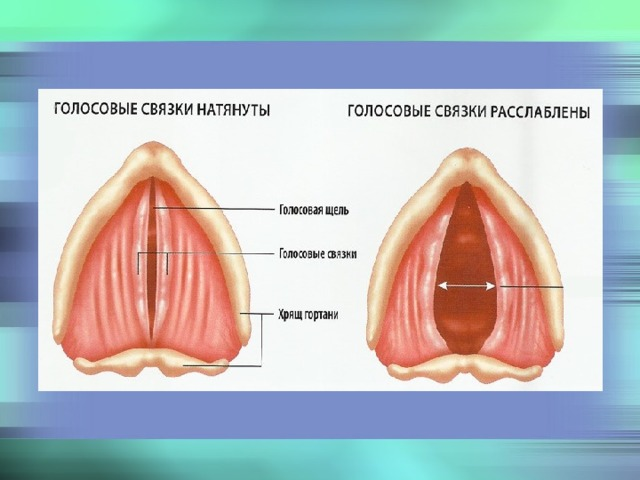 ГОЛОСОВЫЕ СВЯЗКИ НАТЯНУТЫ
ГОЛОСОВЫЕ СВЯЗКИ РАССЛАБЛЕНЫ
Голосовая щель
Голосовые связки
Хрящ гортани